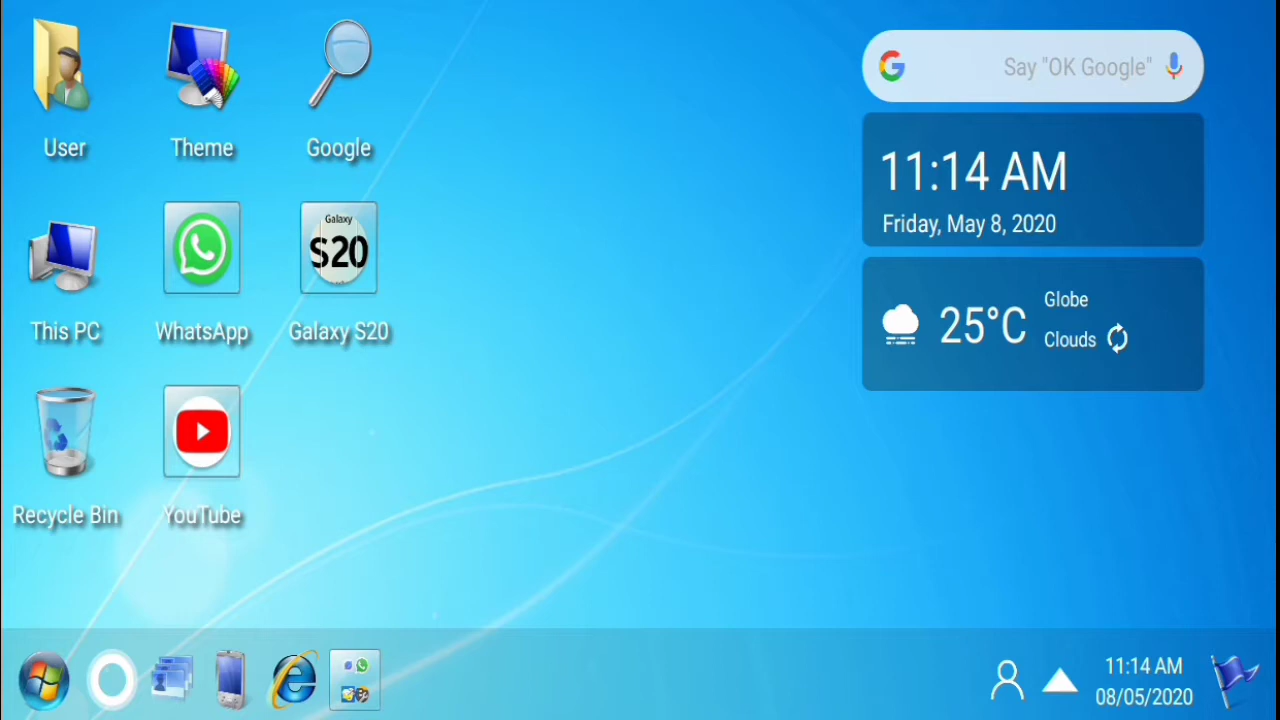 User
Theme
Google
This PC
WhatsApp
Galaxy
S20
Galaxy S20
Recycle Bin
YouTube
Say "OK Google"
11:14 AM
Friday, May 8, 2020
25°C
Globe
Clouds
11:14 AM
08/05/2020